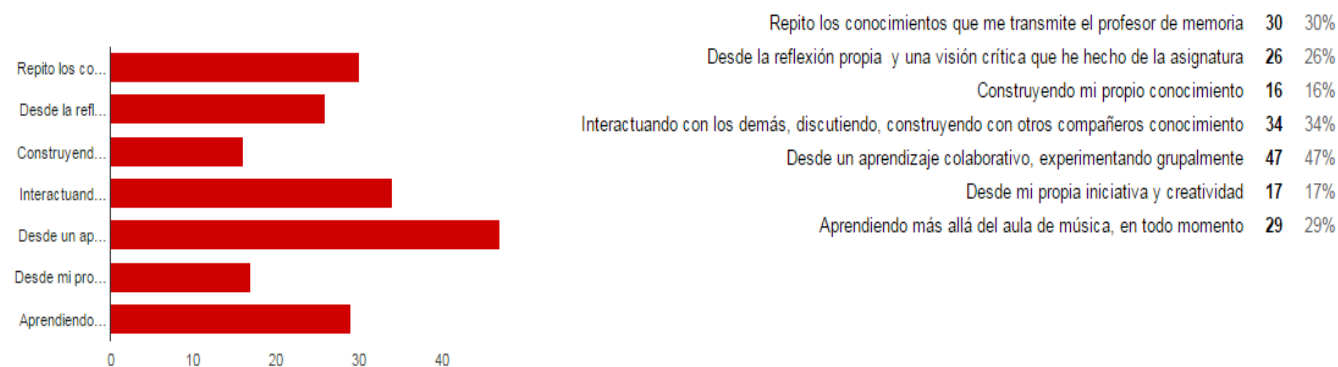 Repito los co...
Desde la refl...
Construyend...
Interactuand...
Desde un ap...
Desde mi pro...
Aprendiendo...
0 10 20 30 40
Repito los conocimientos que me transmite el profesor de memoria 30 30%
Desde la reflexión propia y una visión crítica que he hecho de la asignatura 26 26%
Construyendo mi propio conocimiento 16 16%
Interactuando con los demás, discutiendo, construyendo con otros compañeros conocimiento 34 34%
Desde un aprendizaje colaborativo, experimentando grupalmente 47 47%
Desde mi propia iniciativa y creatividad 17 17%
Aprendiendo más allá del aula de música, en todo momento 29 29%